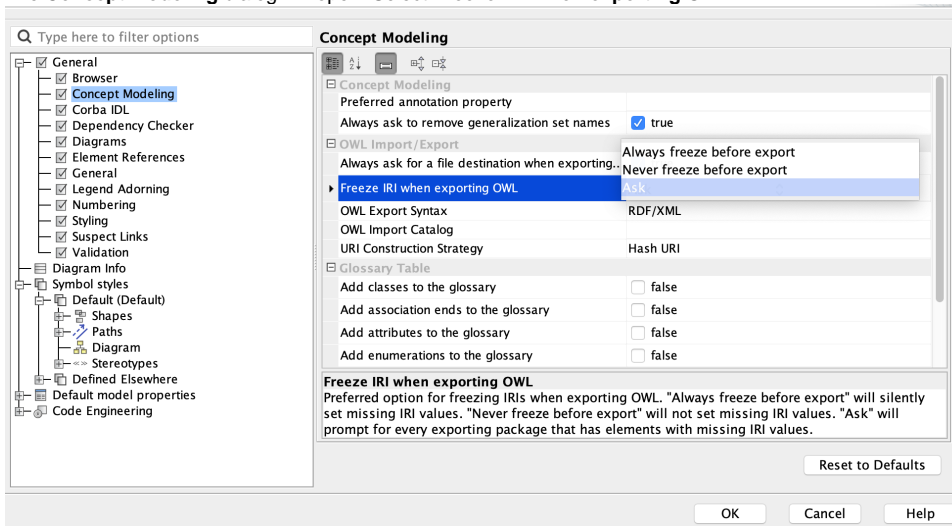 Type here to filter options
General
Browser
Concept Modeling
Corba IDL
Dependency Checker
Diagrams
Element References
General
Legend Adorning
Numbering
Styling
Suspect Links
Validation
Diagram Info
Symbol styles
Default (Default)
Shapes
Paths
Diagram
Stereotypes
Defined Elsewhere
Default model properties
Code Engineering
Concept Modeling
Concept Modeling
Preferred annotation property
Always ask to remove generalization set names true
OWL Import/Export
Always ask for a file destination when exporting...
Freeze IRI when exporting OWL
Always freeze before export
Never freeze before export
Ask
OWL Export Syntax RDF/XML
OWL Import Catalog
URI Construction Strategy Hash URI
Glossary Table
Add classes to the glossary false
Add association ends to the glossary false
Add attributes to the glossary false
Add enumerations to the glossary false
Freeze IRI when exporting OWL
Preferred option for freezing IRIs when exporting OWL. "Always freeze before export" will silently
set missing IRI values. "Never freeze before export" will not set missing IRI values. "Ask" will
prompt for every exporting package that has elements with missing IRI values.
Reset to Defaults
OK Cancel Help